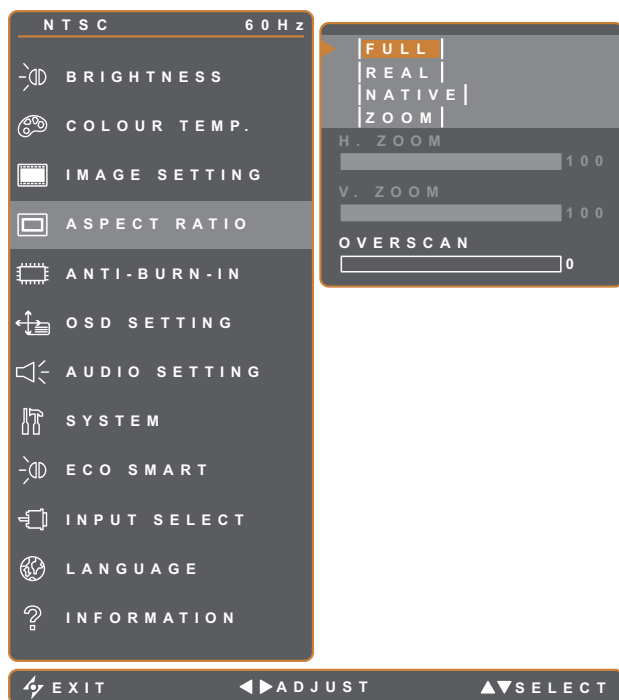 NTSC 60Hz
BRIGHTNESS
COLOUR TEMP.
IMAGE SETTING
ASPECT RATIO
ANTI-BURN-IN
OSD SETTING
AUDIO SETTING
SYSTEM
ECO SMART
INPUT SELECT
LANGUAGE
INFORMATION
FULL
REAL
NATIVE
ZOOM
H. ZOOM
100
V. ZOOM
100
OVERSCAN
0
EXIT ADJUST SELECT